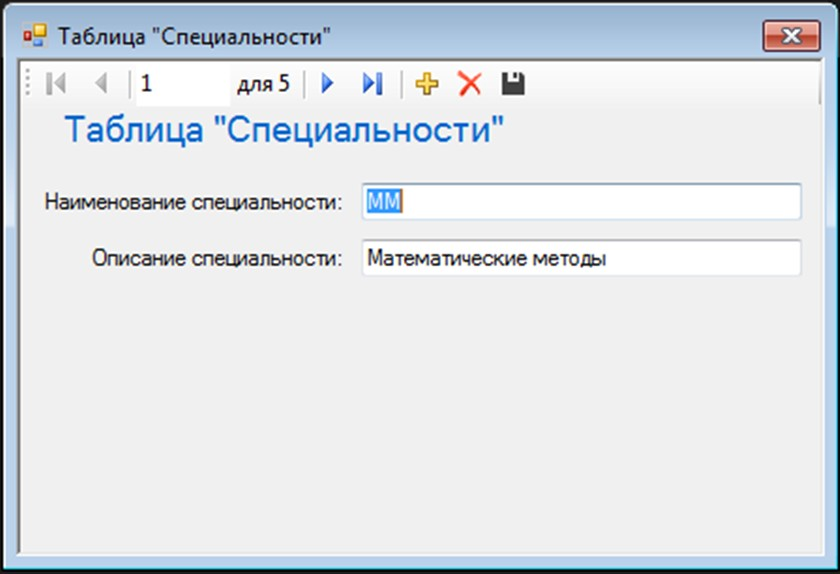 Таблица "Специальности"
1 для 5
Таблица "Специальности"
Наименование специальности: ММ
Описание специальности: Математические методы